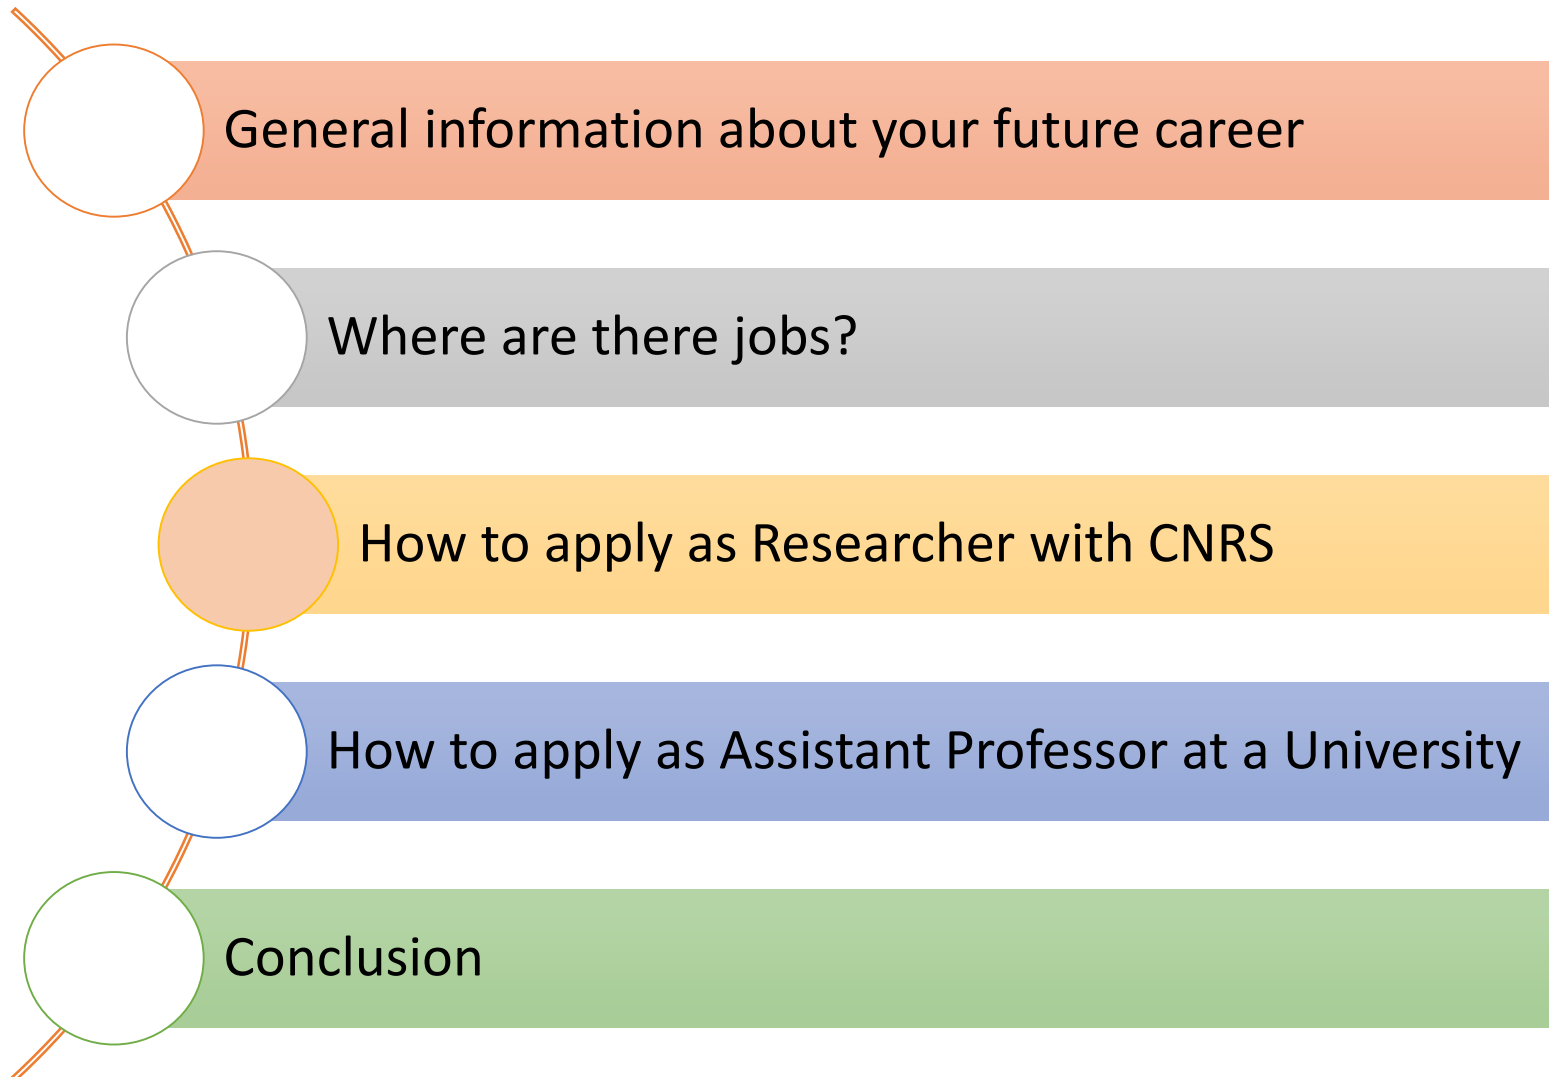 General information about your future career
Where are there jobs?
How to apply as Researcher with CNRS
How to apply as Assistant Professor at a University
Conclusion